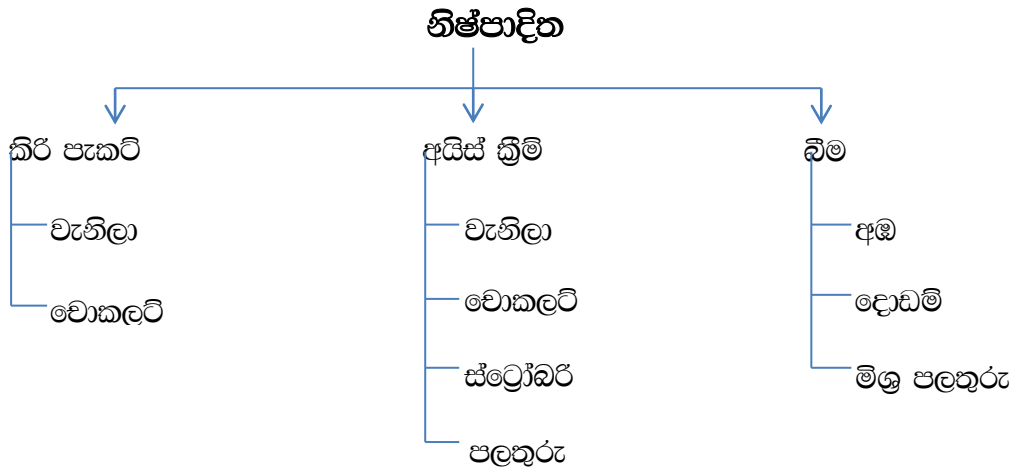 නිෂ්පාදිත
කිරි පැකට්
වැනිලා
චොකලට්
අයිස් ක්‍රීම්
වැනිලා
චොකලට්
ස්ට්‍රෝබරි
පලතුරු
බීම
අඹ
දොඩම්
මිශ්‍ර පලතුරු